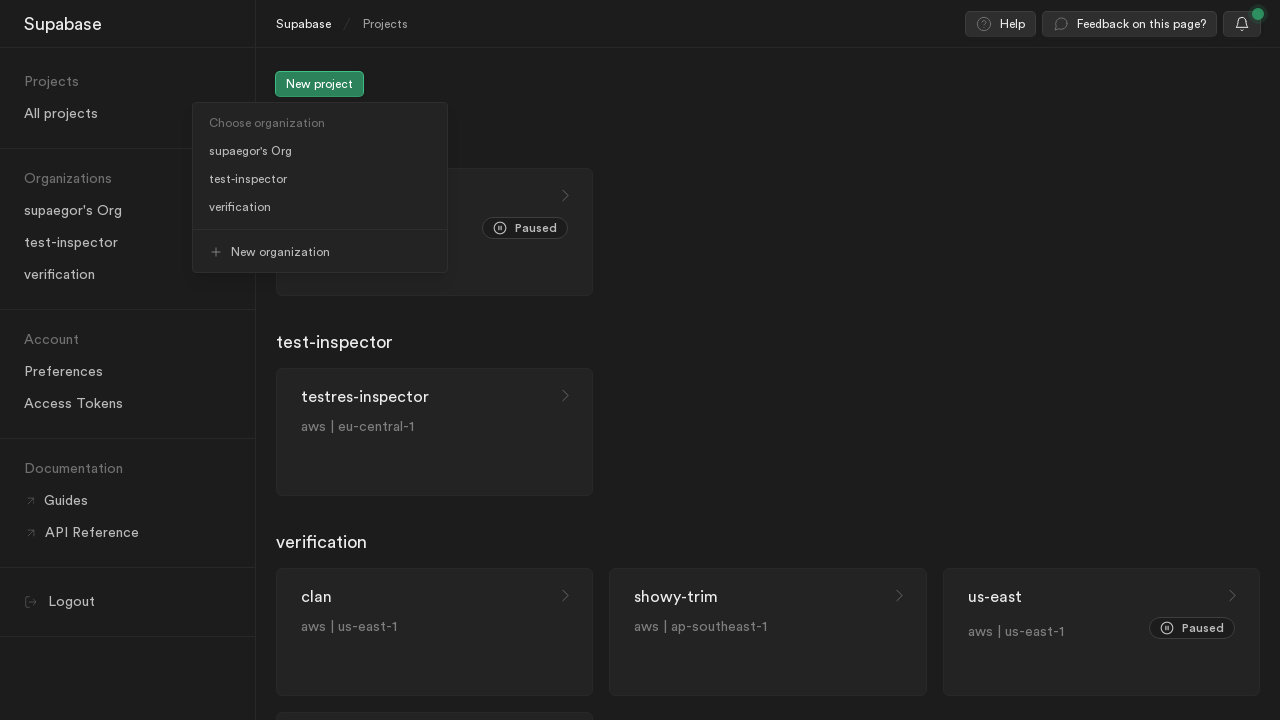 Supabase
Projects
All projects
Organizations
supaegor's Org
test-inspector
verification
Account
Preferences
Access Tokens
Documentation
Guides
API Reference
Logout
Supabase / Projects
Help
Feedback on this page?
New project
Choose organization
supaegor's Org
test-inspector
verification
New organization
Paused
test-inspector
testres-inspector
aws | eu-central-1
verification
clan
aws | us-east-1
showy-trim
aws | ap-southeast-1
us-east
aws | us-east-1
Paused